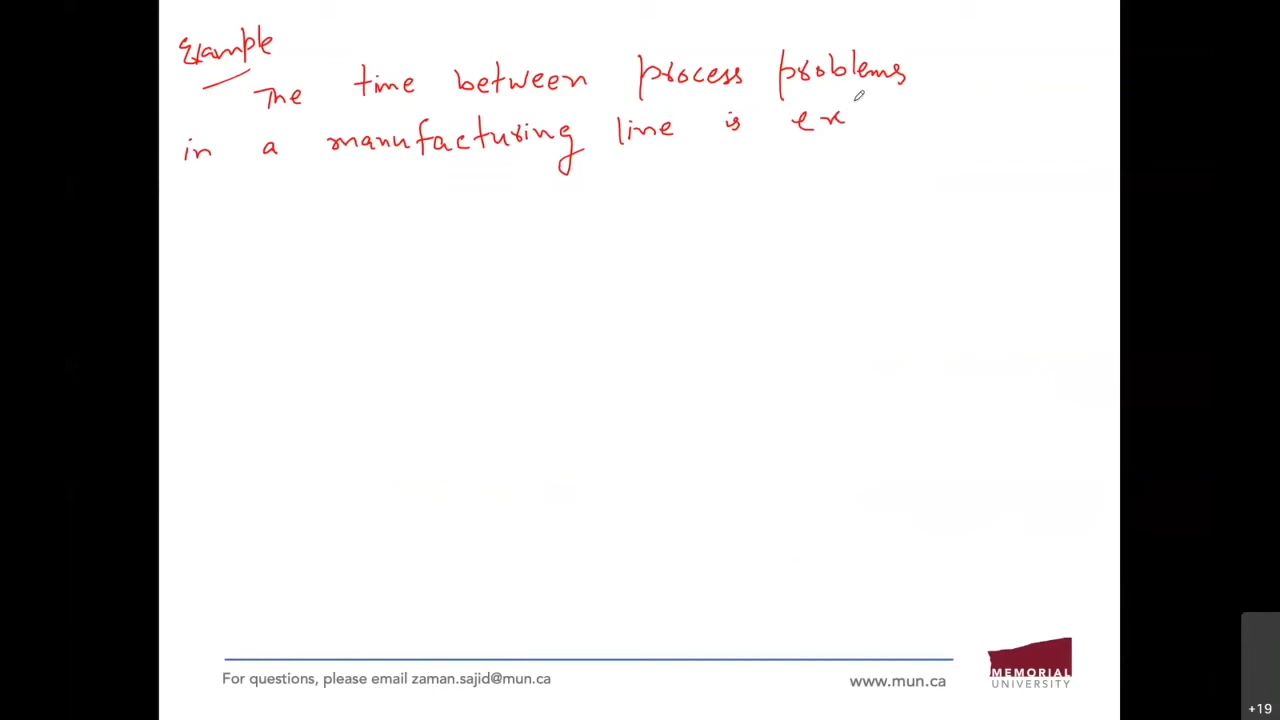 Example
The time between process problems
in a manufacturing line is ex
For questions, please email zaman.sajid@mun.ca
www.mun.ca
MEMORIAL
UNIVERSITY
+19